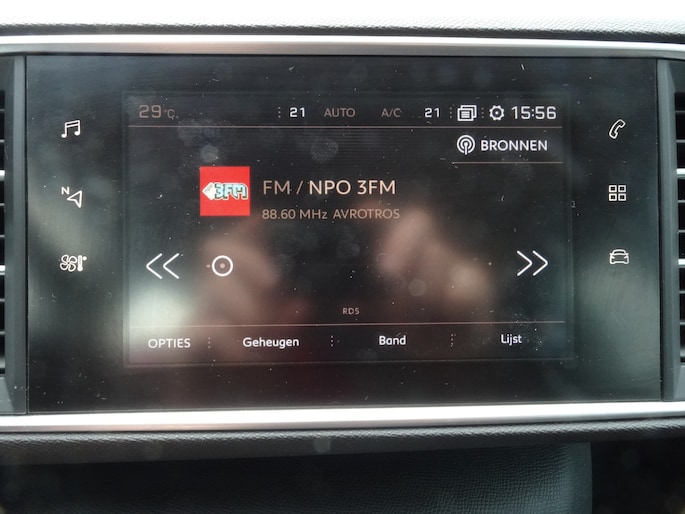 29°C 21 AUTO A/C 21 15:56
BRONNEN
3FM
FM / NPO 3FM
N
88.60 MHz AVROTROS
RDS
OPTIES Geheugen Band Lijst